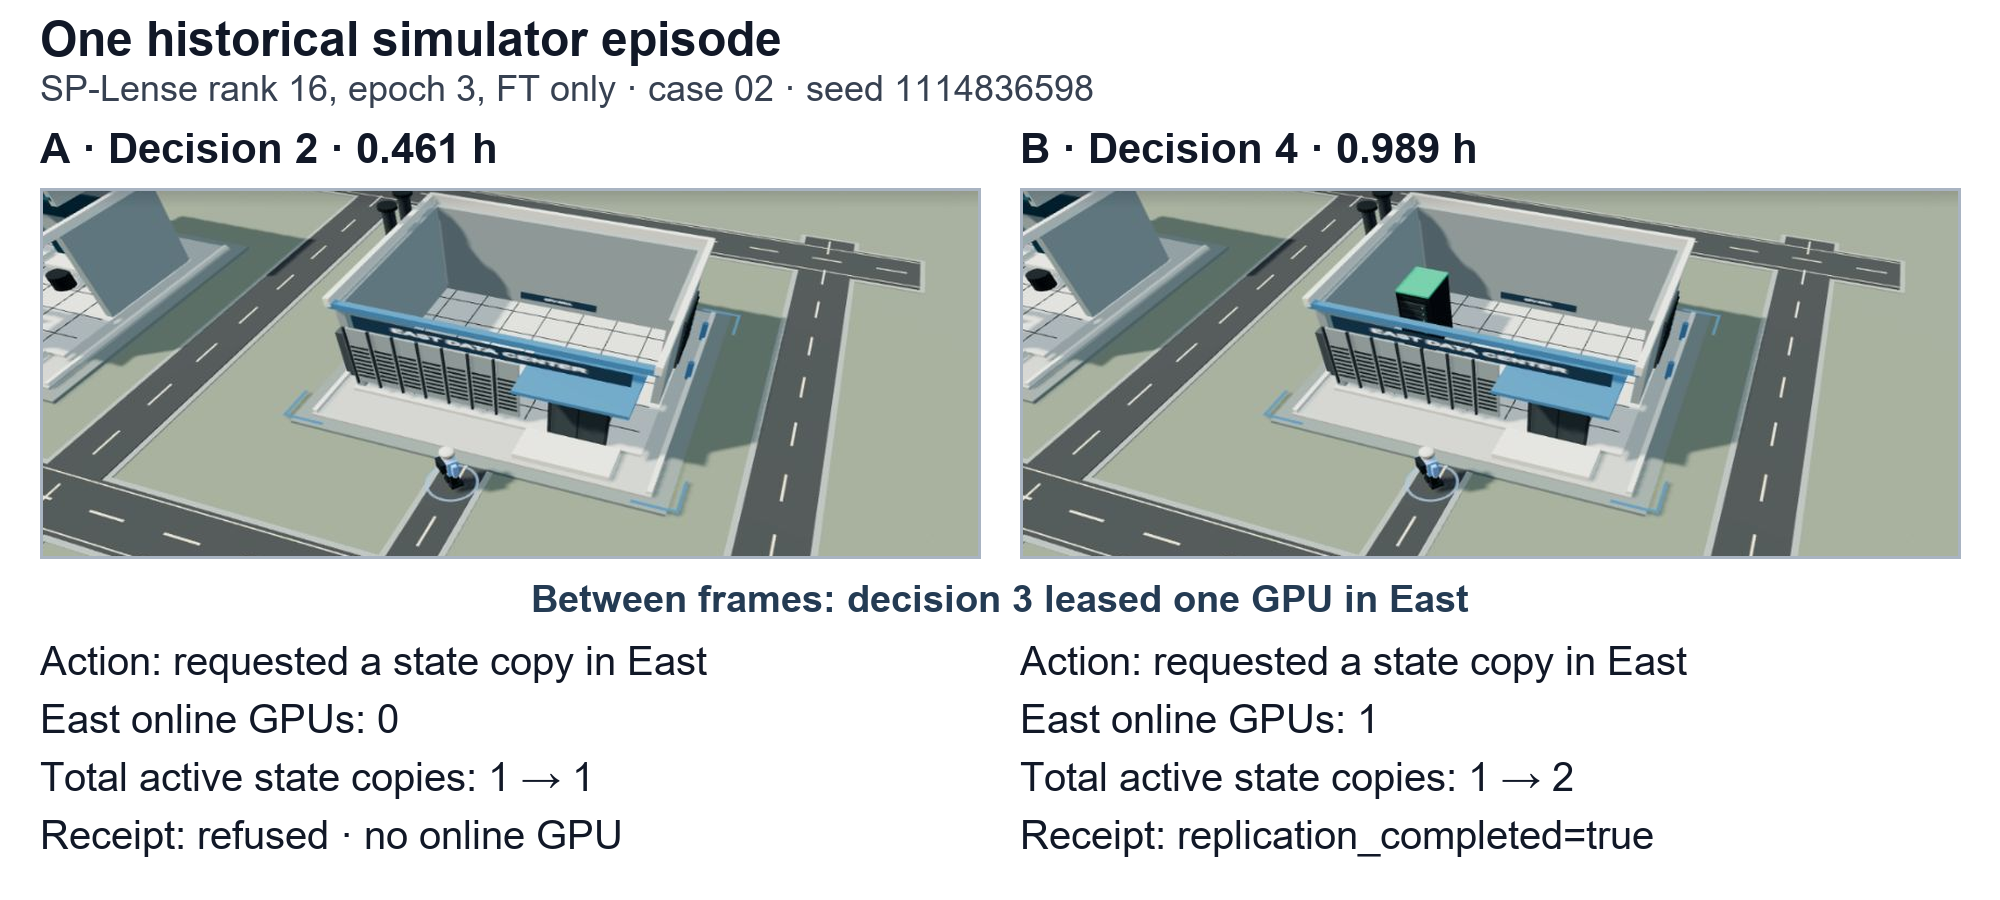 One historical simulator episode
SP-Lense rank 16, epoch 3, FT only · case 02 · seed 1114836598
A · Decision 2 · 0.461 h
B · Decision 4 · 0.989 h
EAST DATA CENTER
EAST DATA CENTER
Between frames: decision 3 leased one GPU in East
Action: requested a state copy in East
East online GPUs: 0
Total active state copies: 1 → 1
Receipt: refused · no online GPU
Action: requested a state copy in East
East online GPUs: 1
Total active state copies: 1 → 2
Receipt: replication_completed=true